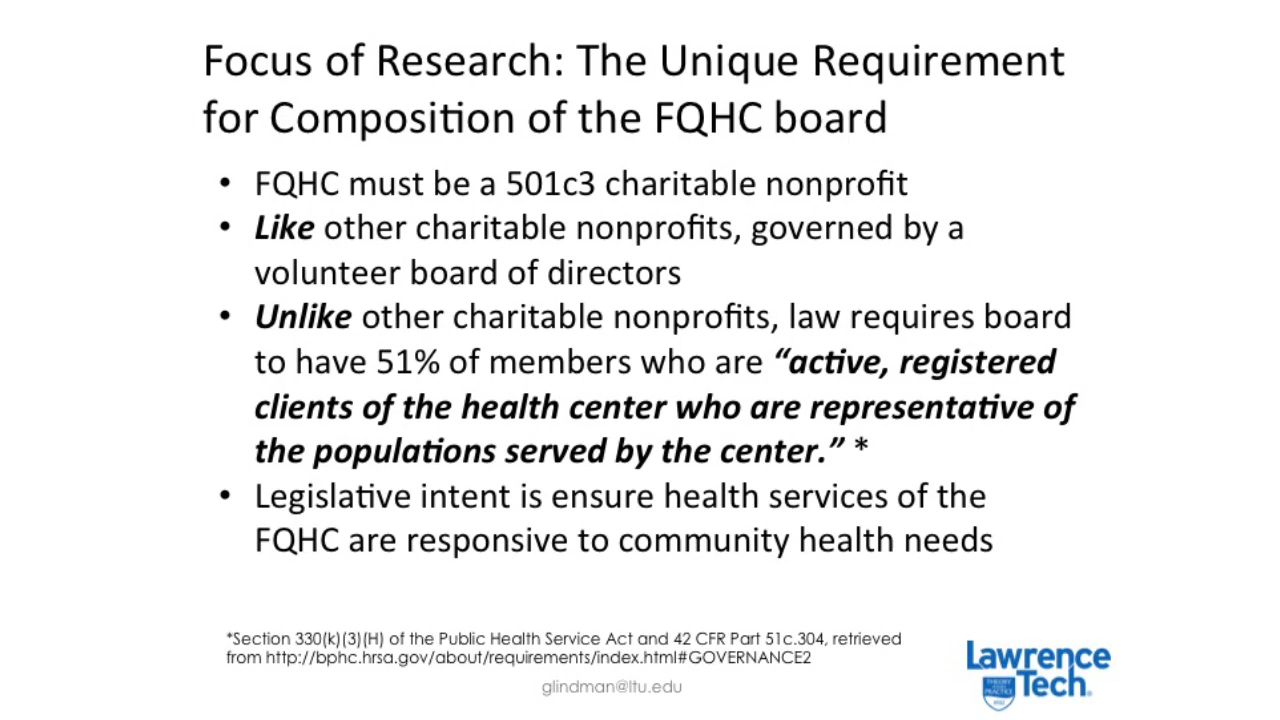 Focus of Research: The Unique Requirement
for Composition of the FQHC board
• FQHC must be a 501c3 charitable nonprofit
• Like other charitable nonprofits, governed by a
volunteer board of directors
• Unlike other charitable nonprofits, law requires board
to have 51% of members who are “active, registered
clients of the health center who are representative of
the populations served by the center.” *
• Legislative intent is ensure health services of the
FQHC are responsive to community health needs
*Section 330(k)(3)(H) of the Public Health Service Act and 42 CFR Part 51c.304, retrieved
from http://bphc.hrsa.gov/about/requirements/index.html#GOVERNANCE2
glindman@ltu.edu
Lawrence
Tech